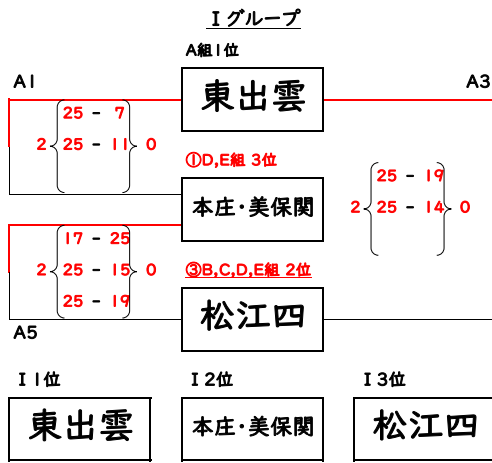 Ⅰグループ
A組1位
A1 東出雲 A3
25 - 7
2 25 - 11 0
①D,E組 3位
25 - 19
本庄・美保関
2 25 - 14 0
17 - 25
2 25 - 15 0
③B,C,D,E組 2位
25 - 19
松江四
A5
Ⅰ1位 Ⅰ2位 Ⅰ3位
東出雲 本庄・美保関 松江四